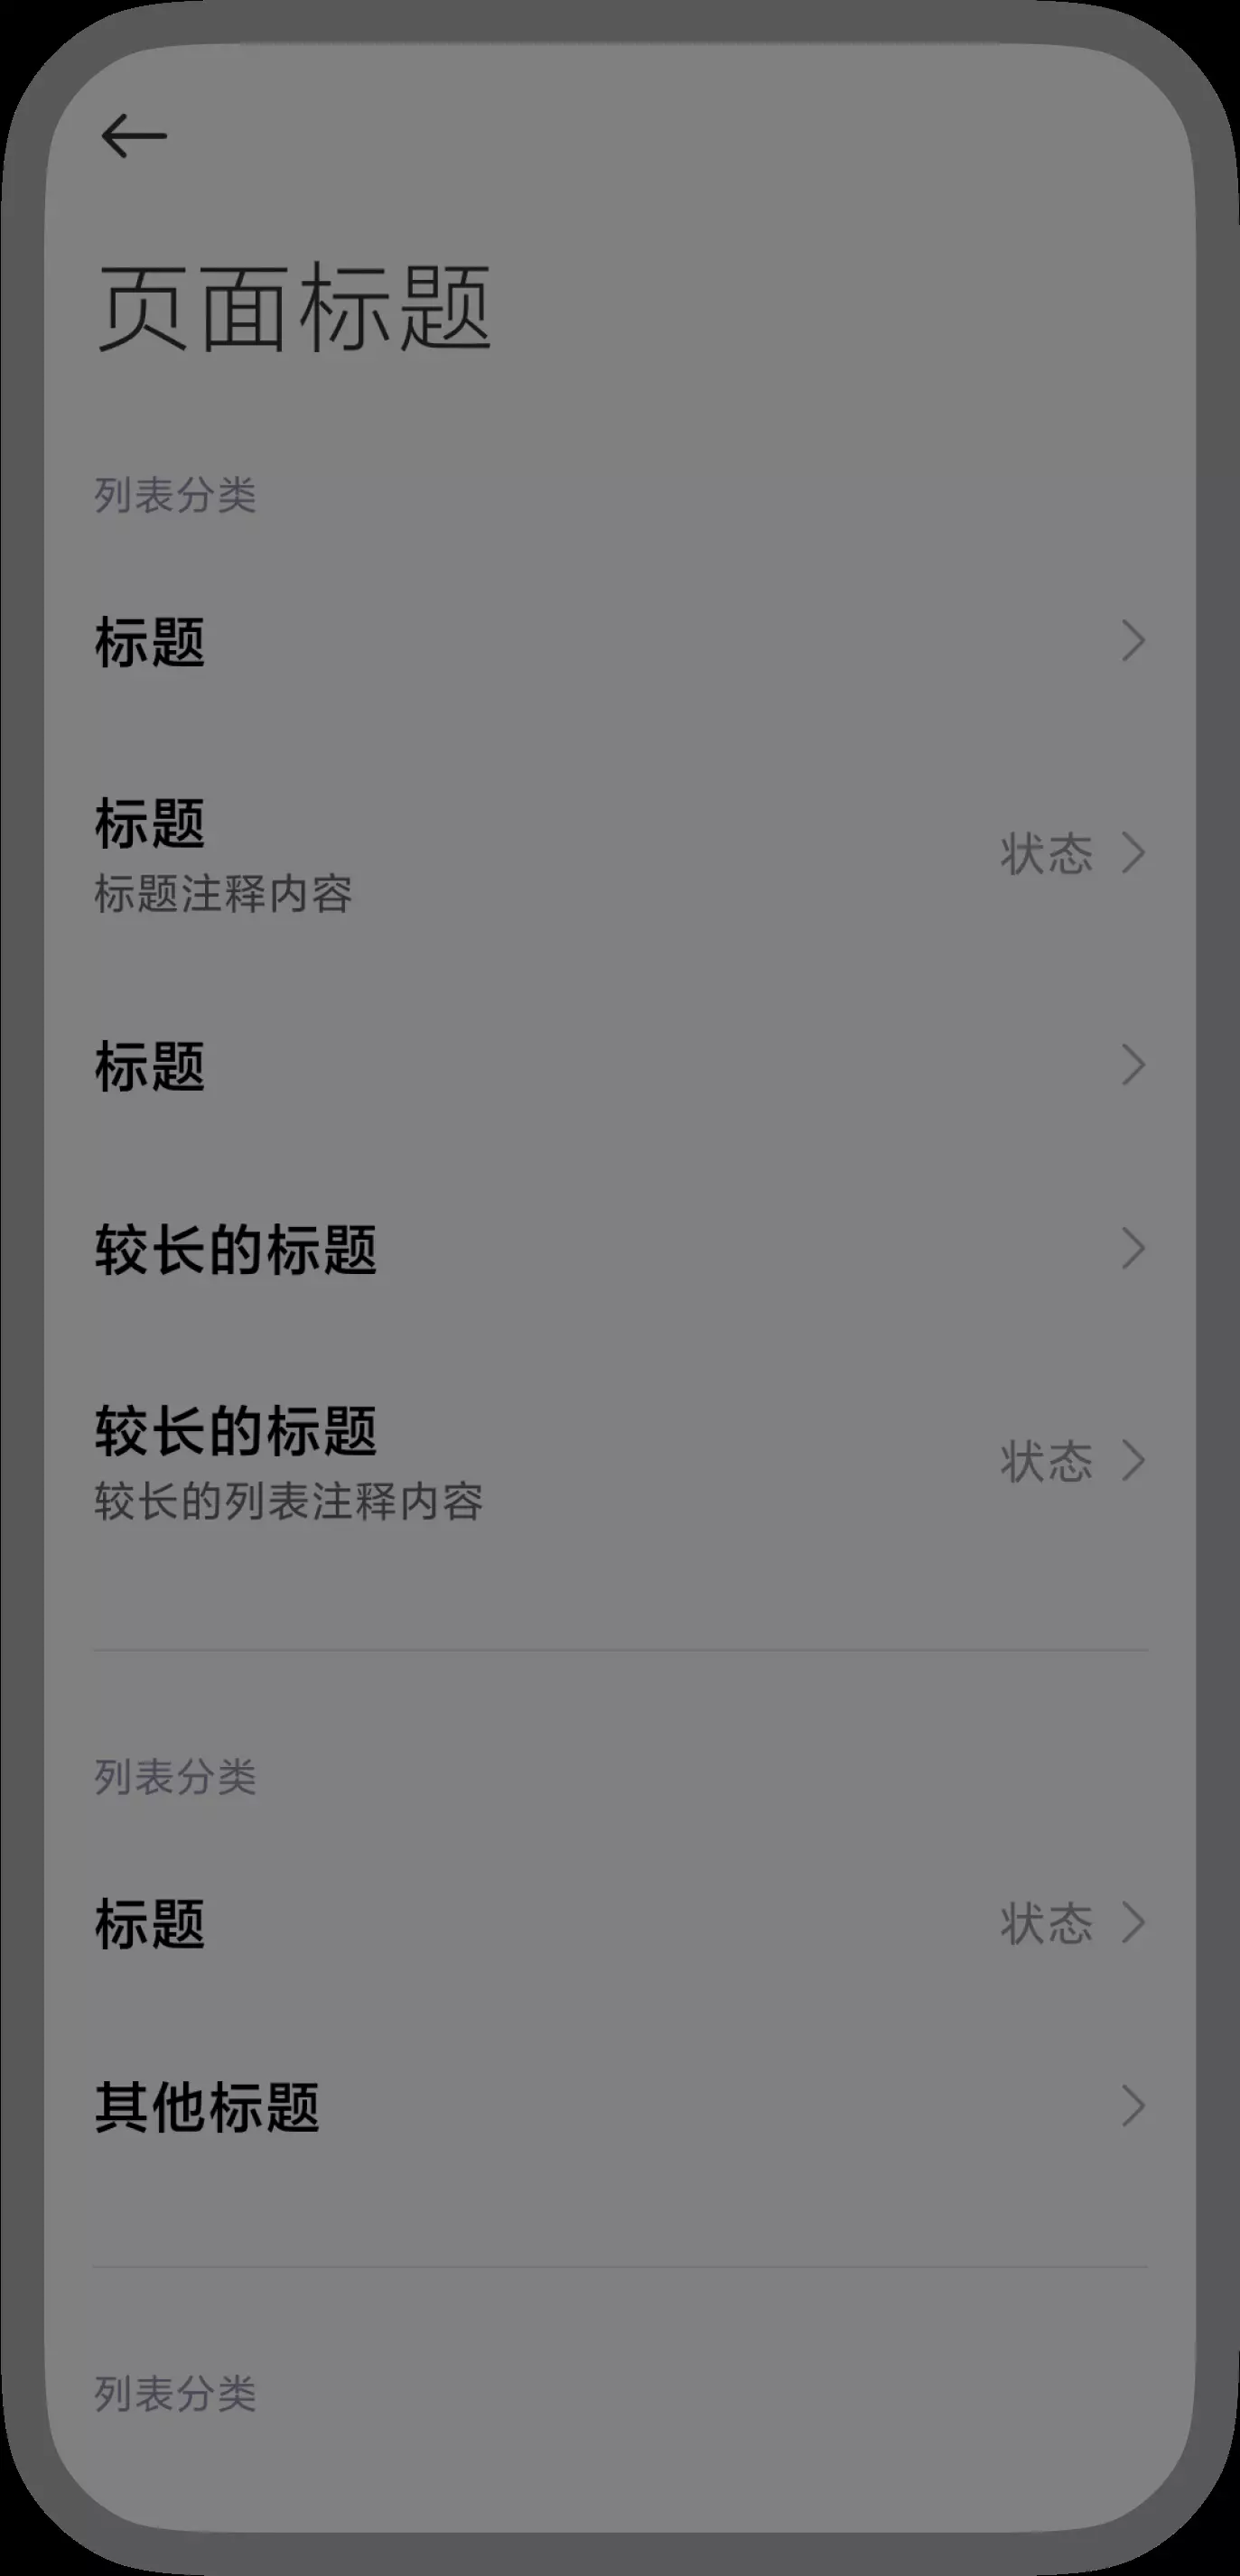 页面标题
列表分类
标题
标题
状态
标题注释内容
标题
较长的标题
较长的标题
状态
较长的列表注释内容
列表分类
标题
状态
其他标题
列表分类